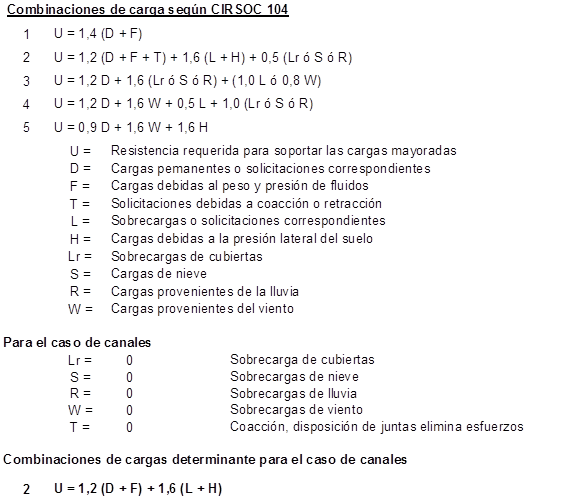 Combinaciones de carga según CIRSOC 104
1 U = 1,4 (D + F)
2 U = 1,2 (D + F + T) + 1,6 (L + H) + 0,5 (Lr ó S ó R)
3 U = 1,2 D + 1,6 (Lr ó S ó R) + (1,0 L ó 0,8 W)
4 U = 1,2 D + 1,6 W + 0,5 L + 1,0 (Lr ó S ó R)
5 U = 0,9 D + 1,6 W + 1,6 H
U = Resistencia requerida para soportar las cargas mayoradas
D = Cargas pemanentes o solicitaciones correspondientes
F = Cargas debidas al peso y presión de fluidos
T = Solicitaciones debidas a coacción o retracción
L = Sobrecargas o solicitaciones correspondientes
H = Cargas debidas a la presión lateral del suelo
Lr = Sobrecargas de cubiertas
S = Cargas de nieve
R = Cargas provenientes de la lluvia
W = Cargas provenientes del viento
Para el caso de canales
Lr = 0 Sobrecarga de cubiertas
S = 0 Sobrecargas de nieve
R = 0 Sobrecargas de lluvia
W = 0 Sobrecargas de viento
T = 0 Coacción, disposición de juntas elimina esfuerzos
Combinaciones de cargas determinante para el caso de canales
2 U = 1,2 (D + F) + 1,6 (L + H)